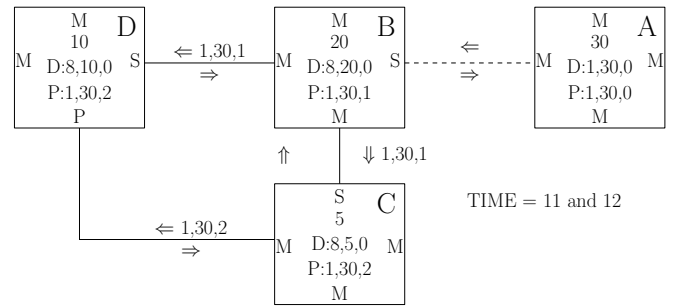 M D
10
D:8,10,0
M S
P:1,30,2
P
⇐ 1,30,1
⇒
M B
20
D:8,20,0
M S
P:1,30,1
M
⇐
⇒
M A
30
D:1,30,0
M M
P:1,30,0
M
⇑ ⇓ 1,30,1
S C
5
D:8,5,0
M M
P:1,30,2
M
⇐ 1,30,2
⇒
TIME = 11 and 12